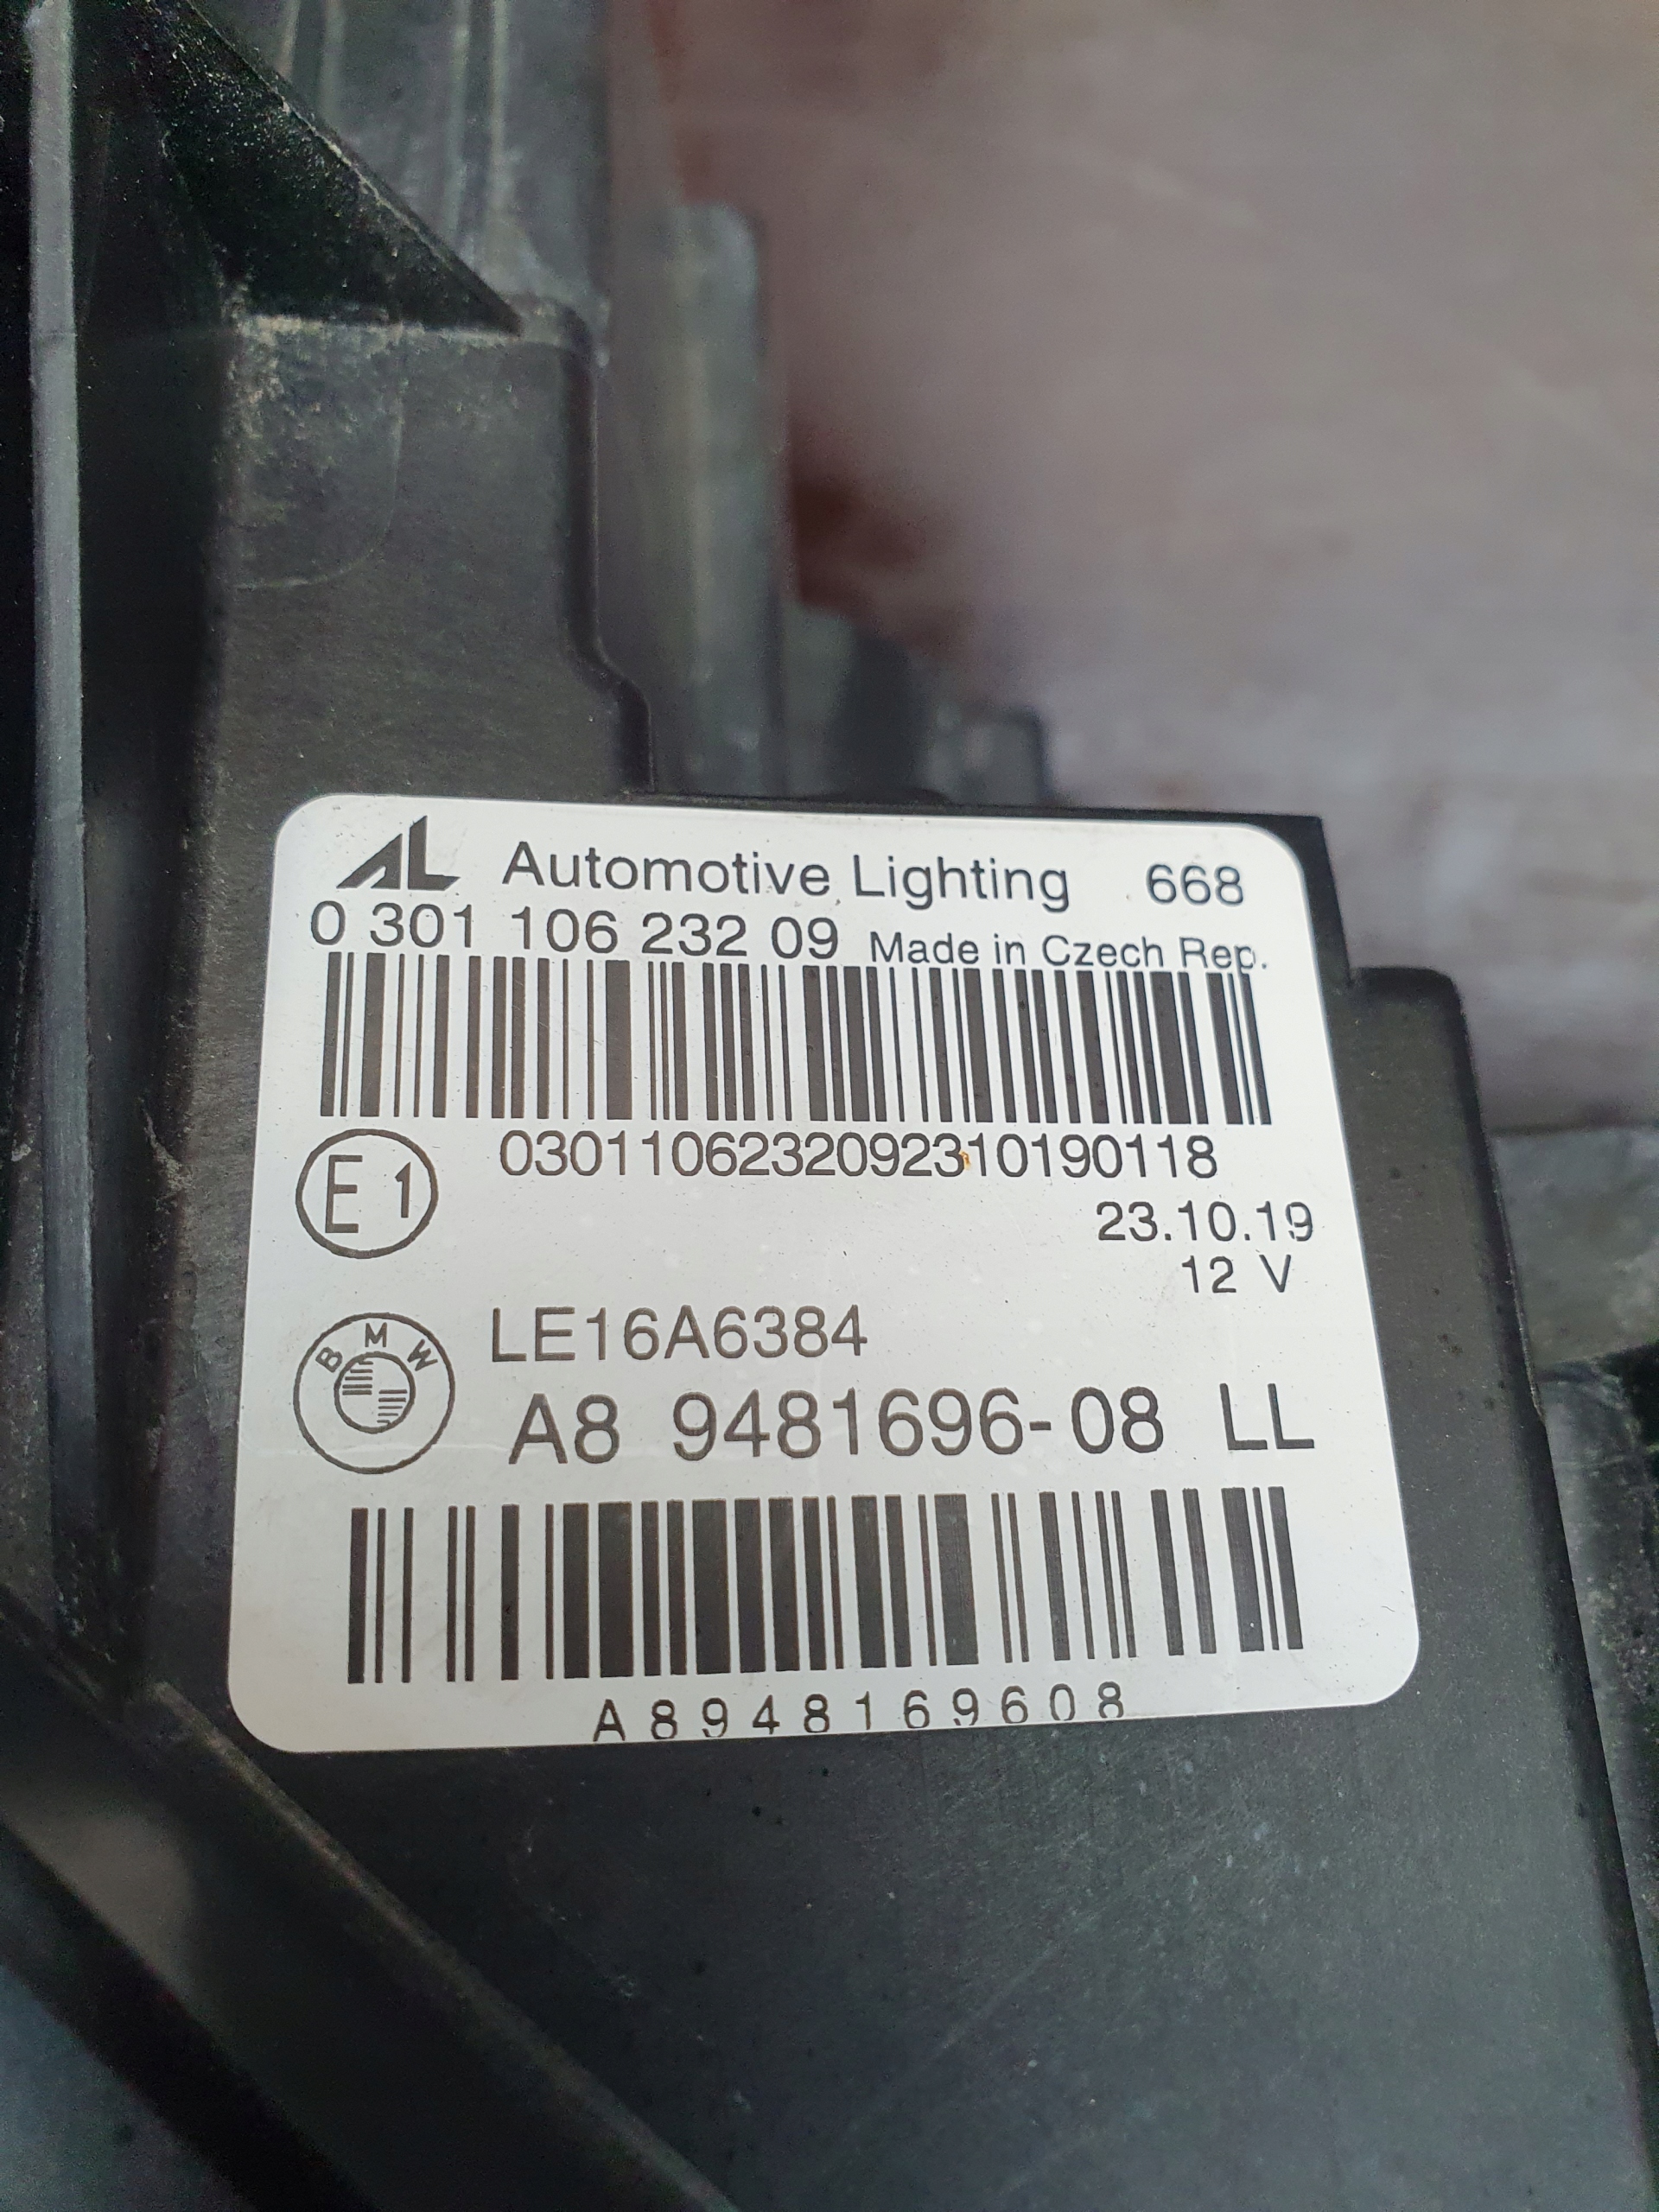 AL Automotive Lighting 668
0 301 106 232 09 Made in Czech Rep.
0301106232092310190118
E1
23.10.19
12 V
BMW
LE16A6384
A8 9481696-08 LL
A8948169608